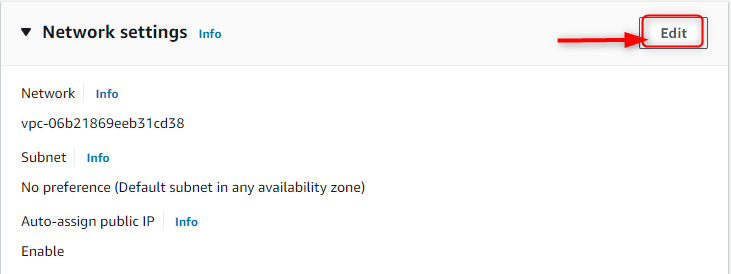 Network settings Info Edit
Network Info
vpc-06b21869eeb31cd38
Subnet Info
No preference (Default subnet in any availability zone)
Auto-assign public IP Info
Enable